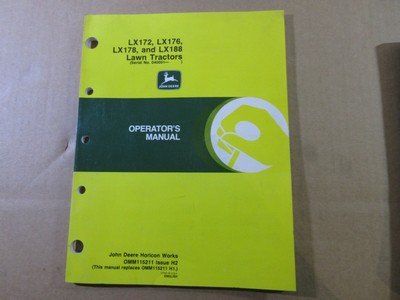 LX172, LX176,
LX178, and LX188
Lawn Tractors
JOHN DEERE
OPERATOR'S
MANUAL
John Deere Horicon Works
OMM115211 Issue H2
(This manual replaces OMM115211 H1.)
ENGLISH